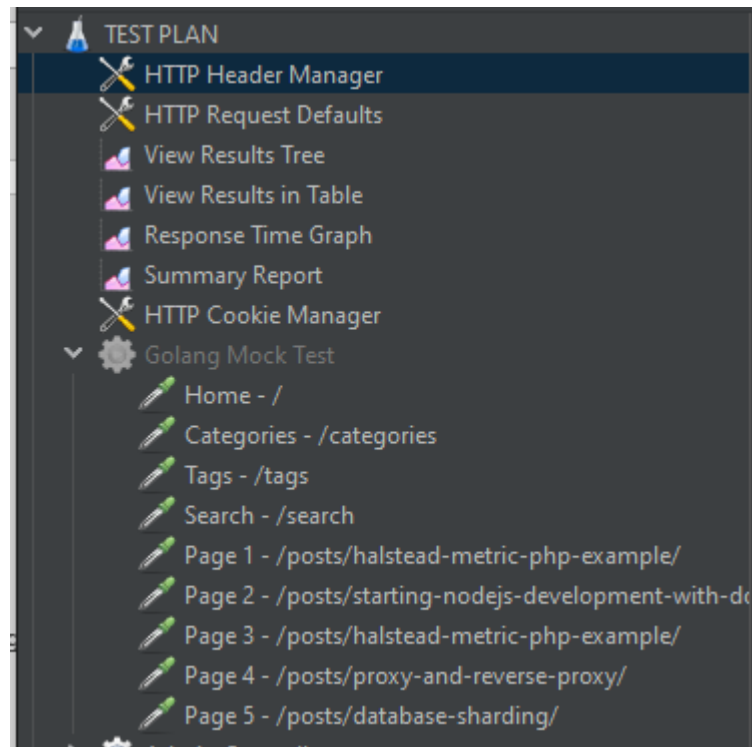 TEST PLAN
HTTP Header Manager
HTTP Request Defaults
View Results Tree
View Results in Table
Response Time Graph
Summary Report
HTTP Cookie Manager
Golang Mock Test
Home - /
Categories - /categories
Tags - /tags
Search - /search
Page 1 - /posts/halstead-metric-php-example/
Page 2 - /posts/starting-nodejs-development-with-do
Page 3 - /posts/halstead-metric-php-example/
Page 4 - /posts/proxy-and-reverse-proxy/
Page 5 - /posts/database-sharding/